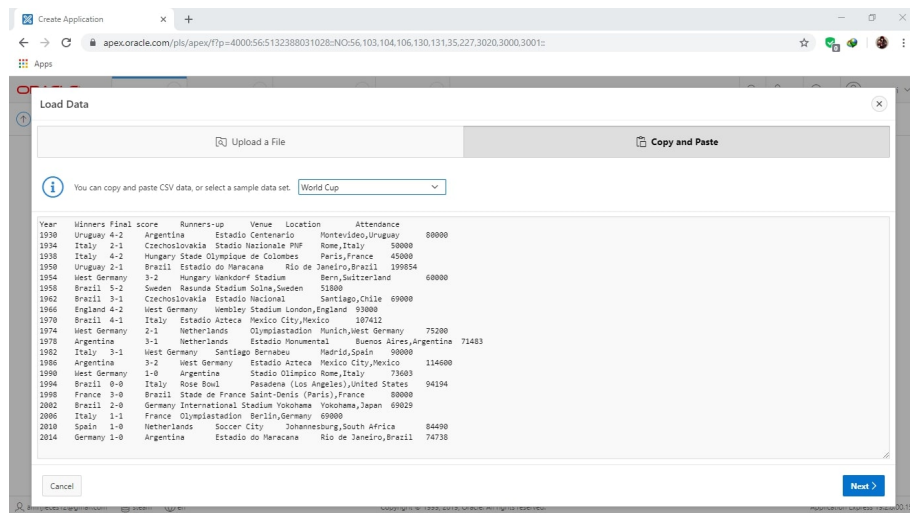 Create Application
apex.oracle.com/pls/apex/f?p=4000:56:5132388031028::NO:56,103,104,106,130,131,35,227,3020,3000,3001::
Apps
Load Data
Upload a File
Copy and Paste
You can copy and paste CSV data, or select a sample data set. World Cup
Year Winners Final score Runners-up Venue Location Attendance
1930 Uruguay 4-2 Argentina Estadio Centenario Montevideo,Uruguay 80000
1934 Italy 2-1 Czechoslovakia Stadio Nazionale PNF Rome,Italy 50000
1938 Italy 4-2 Hungary Stade Olympique de Colombes Paris,France 45000
1950 Uruguay 2-1 Brazil Estadio do Maracana Rio de Janeiro,Brazil 199854
1954 West Germany 3-2 Hungary Wankdorf Stadium Bern,Switzerland 60000
1958 Brazil 5-2 Sweden Rasunda Stadium Solna,Sweden 51800
1962 Brazil 3-1 Czechoslovakia Estadio Nacional Santiago,Chile 69000
1966 England 4-2 West Germany Wembley Stadium London,England 93000
1970 Brazil 4-1 Italy Estadio Azteca Mexico City,Mexico 107412
1974 West Germany 2-1 Netherlands Olympiastadion Munich,West Germany 75200
1978 Argentina 3-1 Netherlands Estadio Monumental Buenos Aires,Argentina 71483
1982 Italy 3-1 West Germany Santiago Bernabeu Madrid,Spain 90000
1986 Argentina 3-2 West Germany Estadio Azteca Mexico City,Mexico 114600
1990 West Germany 1-0 Argentina Stadio Olimpico Rome,Italy 73603
1994 Brazil 0-0 Italy Rose Bowl Pasadena (Los Angeles),United States 94194
1998 France 3-0 Brazil Stade de France Saint-Denis (Paris),France 80000
2002 Brazil 2-0 Germany International Stadium Yokohama Yokohama,Japan 69029
2006 Italy 1-1 France Olympiastadion Berlin,Germany 69000
2010 Spain 1-0 Netherlands Soccer City Johannesburg,South Africa 84490
2014 Germany 1-0 Argentina Estadio do Maracana Rio de Janeiro,Brazil 74738
Cancel
Next
Copyright © 1999, 2019, Oracle. All rights reserved.